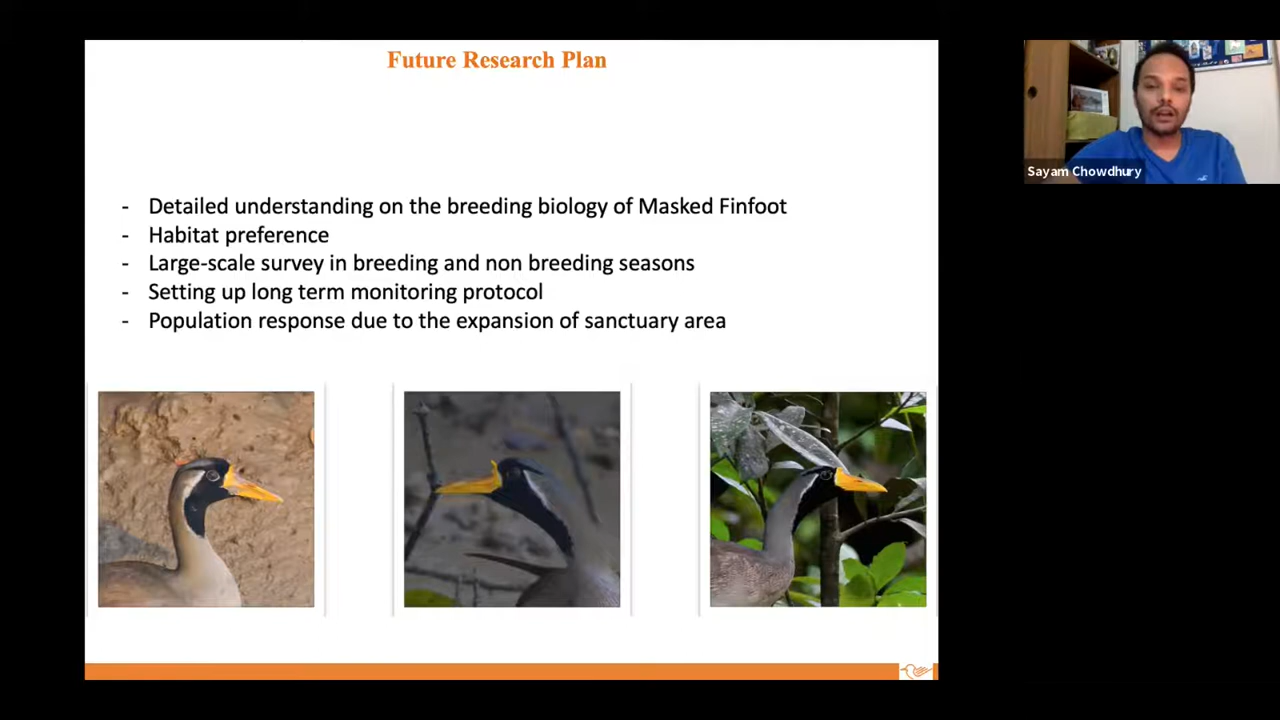 Future Research Plan
- Detailed understanding on the breeding biology of Masked Finfoot
- Habitat preference
- Large-scale survey in breeding and non breeding seasons
- Setting up long term monitoring protocol
- Population response due to the expansion of sanctuary area
Sayam Chowdhury